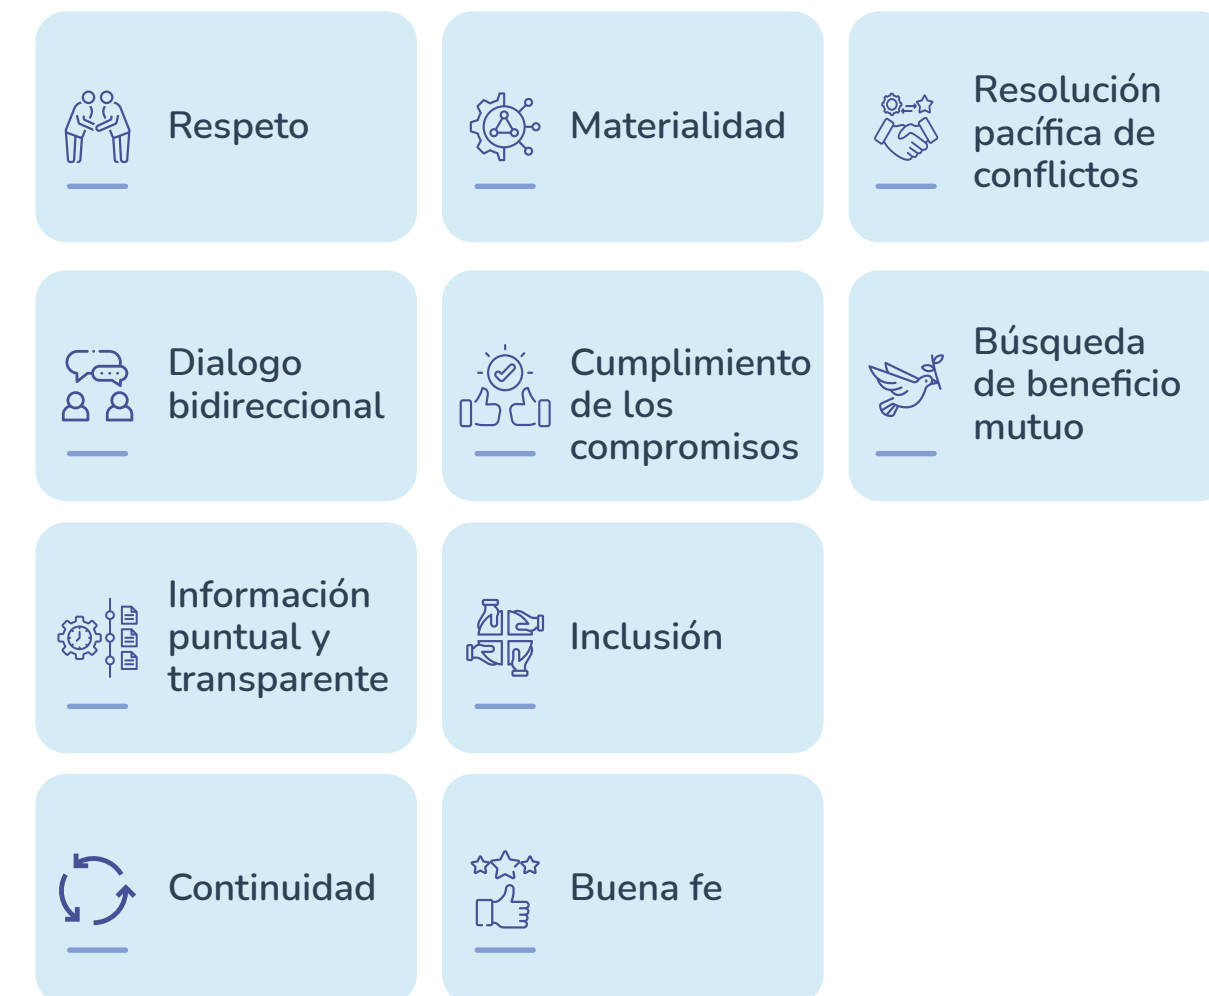 Respeto
Materialidad
Resolución
pacífica de
conflictos
Dialogo
bidireccional
Cumplimiento
de los
compromisos
Búsqueda
de beneficio
mutuo
Información
puntual y
transparente
Inclusión
Continuidad
Buena fe